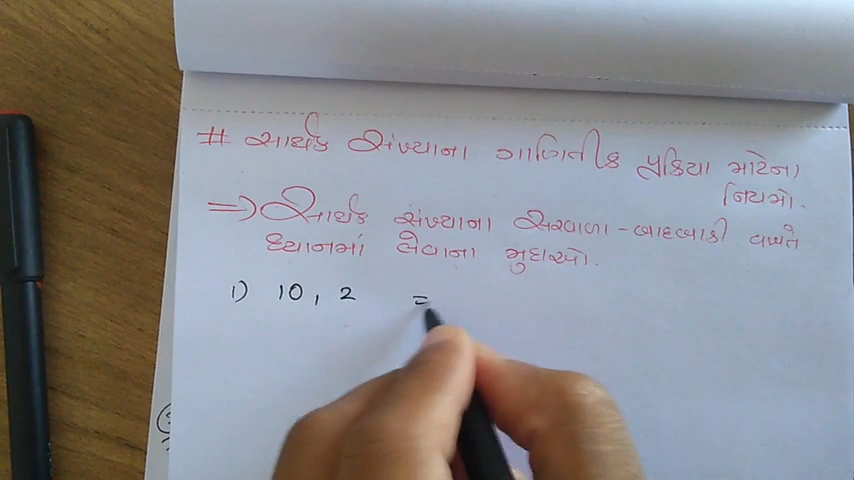 # સાર્થક સંખ્યાના ગાણિતીક પ્રક્રિયા માટેના
નિયમો.
⇒ સાર્થક સંખ્યાના સરવાળા - બાદબાકી વખતે
ધ્યાનમાં લેવાના મુદ્દાઓ.
1) 10, 2 =